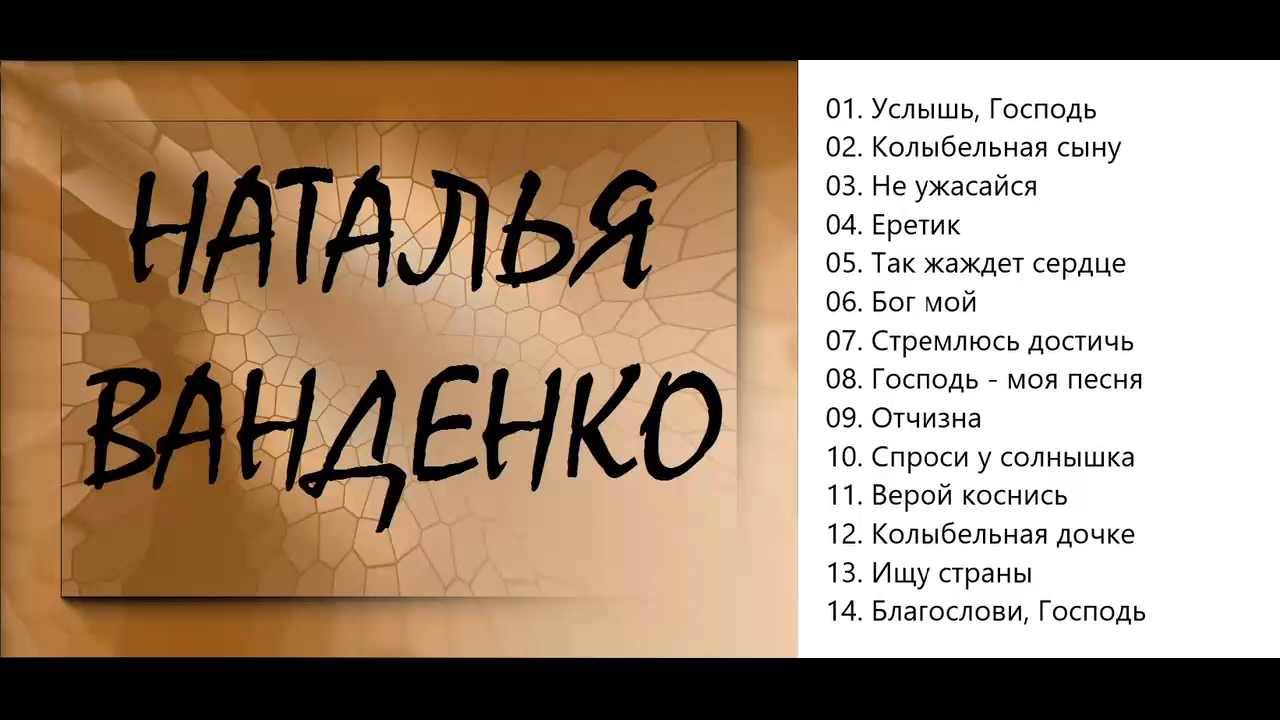 НАТАЛЬЯ
ВАНДЕНКО
01. Услышь, Господь
02. Колыбельная сыну
03. Не ужасайся
04. Еретик
05. Так жаждет сердце
06. Бог мой
07. Стремлюсь достичь
08. Господь - моя песня
09. Отчизна
10. Спроси у солнышка
11. Верой коснись
12. Колыбельная дочке
13. Ищу страны
14. Благослови, Господь